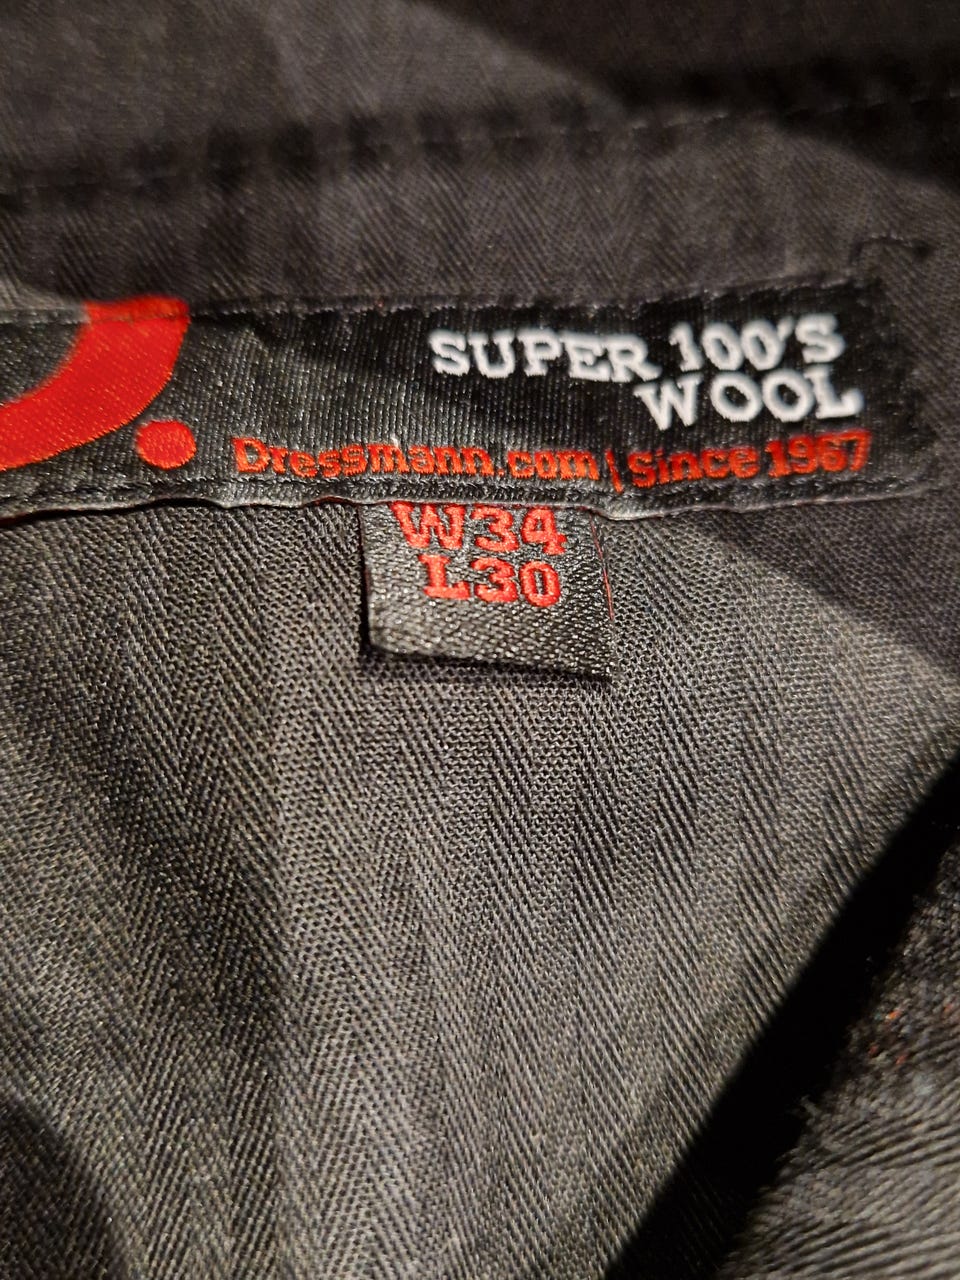 SUPER 100'S
WOOL
D.
Dressmann.com | Since 1967
W34
L30